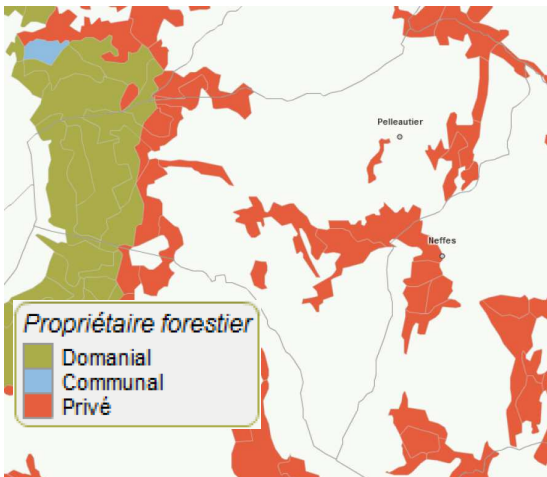 Pelleautier
Neffes
Propriétaire forestier
Domanial
Communal
Privé